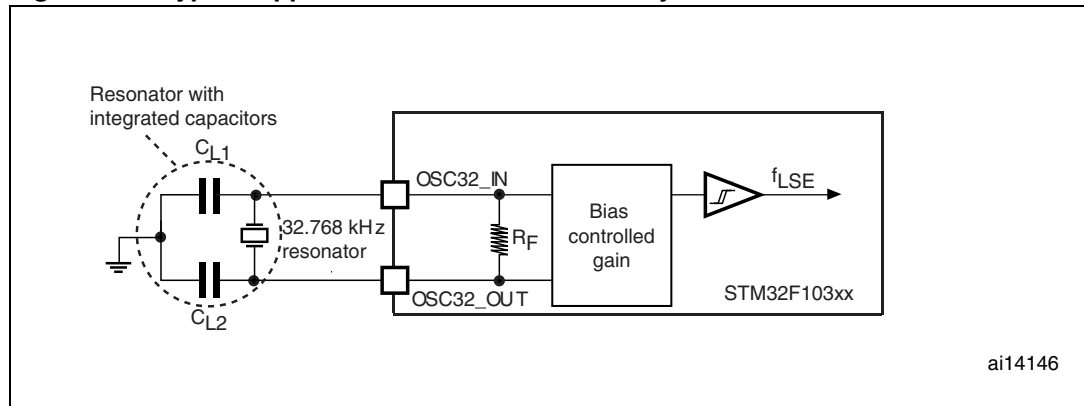 Resonator with
integrated capacitors
CL1
OSC32_IN
fLSE
32.768 kHz
resonator
RF
Bias
controlled
gain
OSC32_OUT
STM32F103xx
CL2
ai14146